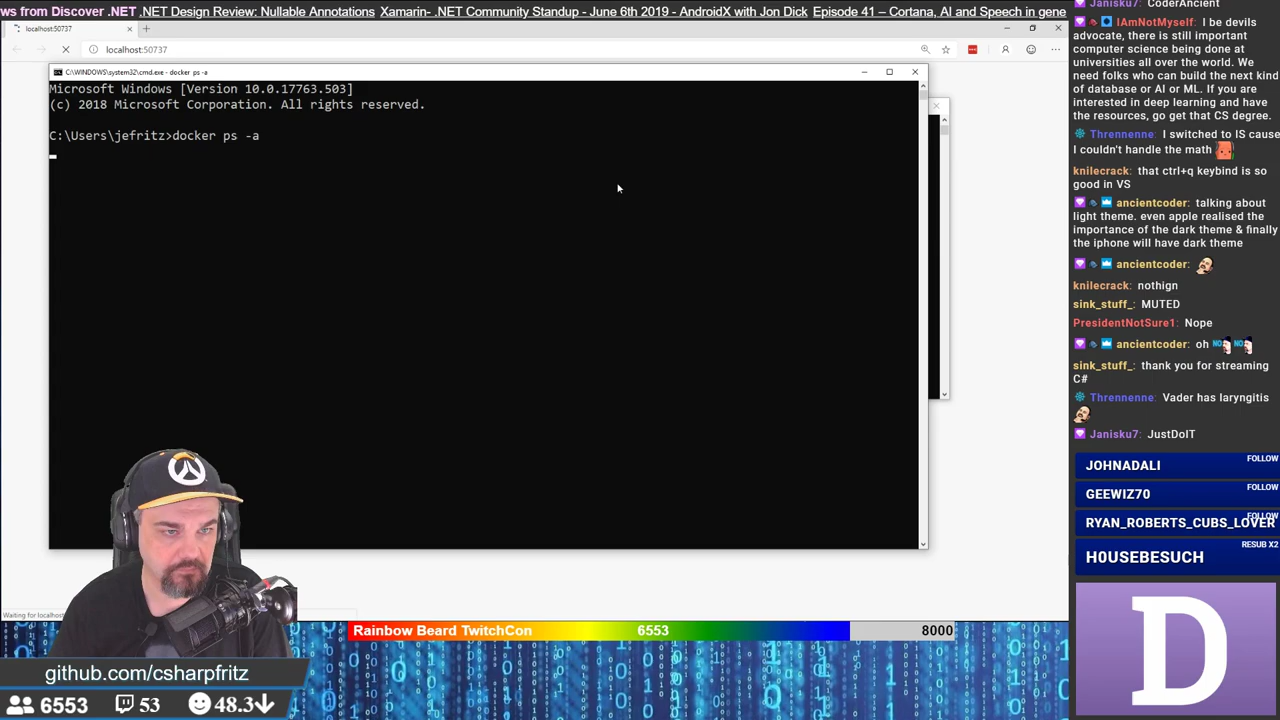 ws from Discover .NET .NET Design Review: Nullable Annotations Xamarin- .NET Community Standup - June 6th 2019 - AndroidX with Jon Dick Episode 41 – Cortana, AI and Speech in gene
localhost:50737
localhost:50737
C:\WINDOWS\system32\cmd.exe - docker ps -a
Microsoft Windows [Version 10.0.17763.503]
(c) 2018 Microsoft Corporation. All rights reserved.
C:\Users\jefritz>docker ps -a
Waiting for localhos
Rainbow Beard TwitchCon 6553 8000
github.com/csharpfritz
6553 53 48.3
Janisku7: CoderAncient
IAmNotMyself: I be devils
advocate, there is still important
computer science being done at
universities all over the world. We
need folks who can build the next kind
of database or AI or ML. If you are
interested in deep learning and have
the resources, go get that CS degree.
Thrennenne: I switched to IS cause
I couldn't handle the math
knilecrack: that ctrl+q keybind is so
good in VS
ancientcoder: talking about
light theme. even apple realised the
importance of the dark theme & finally
the iphone will have dark theme
ancientcoder:
knilecrack: nothign
sink_stuff_: MUTED
PresidentNotSure1: Nope
ancientcoder: oh NO NO
sink_stuff_: thank you for streaming
C#
Thrennenne: Vader has laryngitis
Janisku7: JustDoIT
JOHNADALI FOLLOW
GEEWIZ70 FOLLOW
RYAN_ROBERTS_CUBS_LOVER FOLLOW
H0USEBESUCH RESUB X2
D